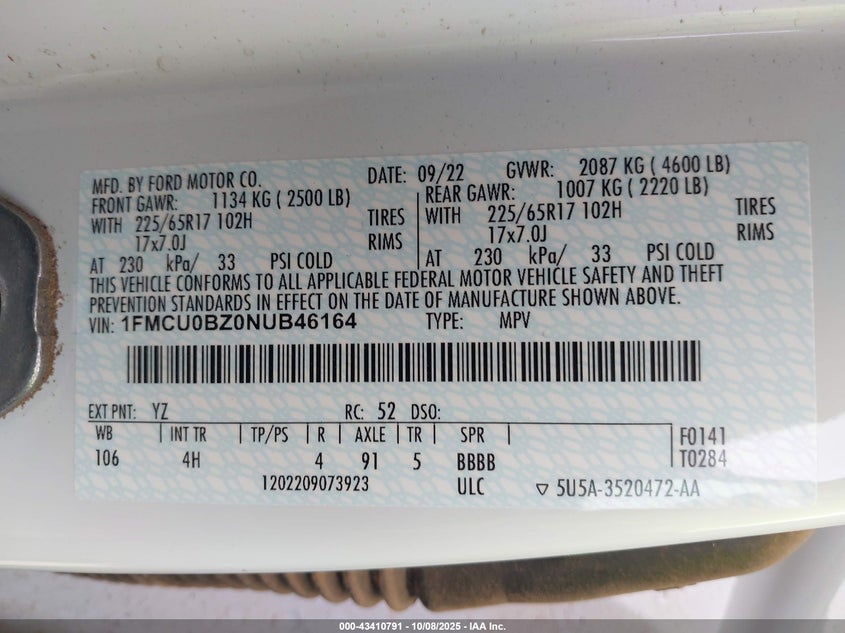 MFD. BY FORD MOTOR CO. DATE: 09/22 GVWR: 2087 KG ( 4600 LB)
FRONT GAWR: 1134 KG ( 2500 LB) REAR GAWR: 1007 KG ( 2220 LB)
WITH 225/65R17 102H TIRES WITH 225/65R17 102H TIRES
17x7.0J RIMS 17x7.0J RIMS
AT 230 kPa/ 33 PSI COLD AT 230 kPa/ 33 PSI COLD
THIS VEHICLE CONFORMS TO ALL APPLICABLE FEDERAL MOTOR VEHICLE SAFETY AND THEFT
PREVENTION STANDARDS IN EFFECT ON THE DATE OF MANUFACTURE SHOWN ABOVE.
VIN: 1FMCU0BZ0NUB46164 TYPE: MPV
EXT PNT: YZ RC: 52 DSO:
WB INT TR TP/PS R AXLE TR SPR F0141
106 4H 4 91 5 BBBB T0284
1202209073923 ULC ▽ 5U5A-3520472-AA
000-43410791 - 10/08/2025 - IAA Inc.